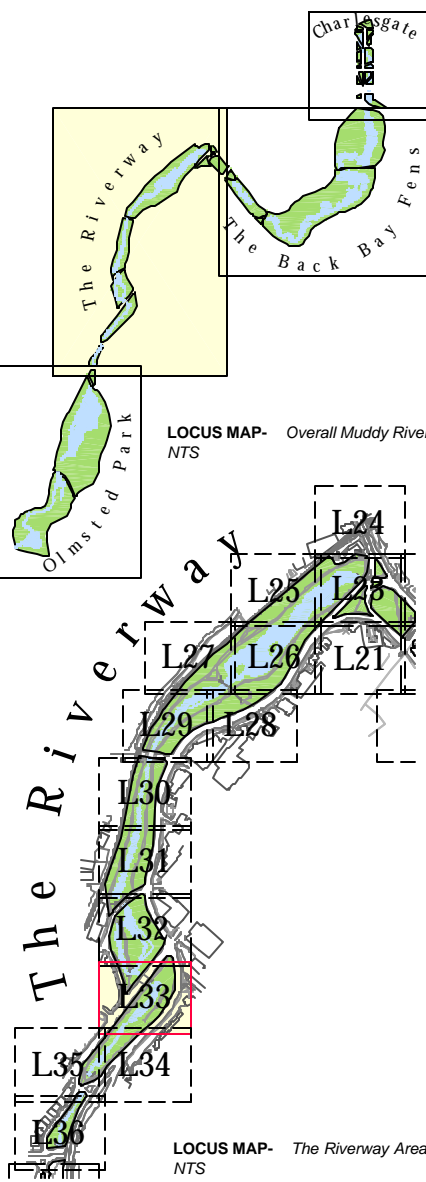 Charlesgate
The Riverway
The Back Bay Fens
Olmsted Park
LOCUS MAP- Overall Muddy River
NTS
The Riverway
L24
L25
L23
L27
L26
L21
L29
L28
L30
L31
L32
L33
L35
L34
L36
LOCUS MAP- The Riverway Area
NTS